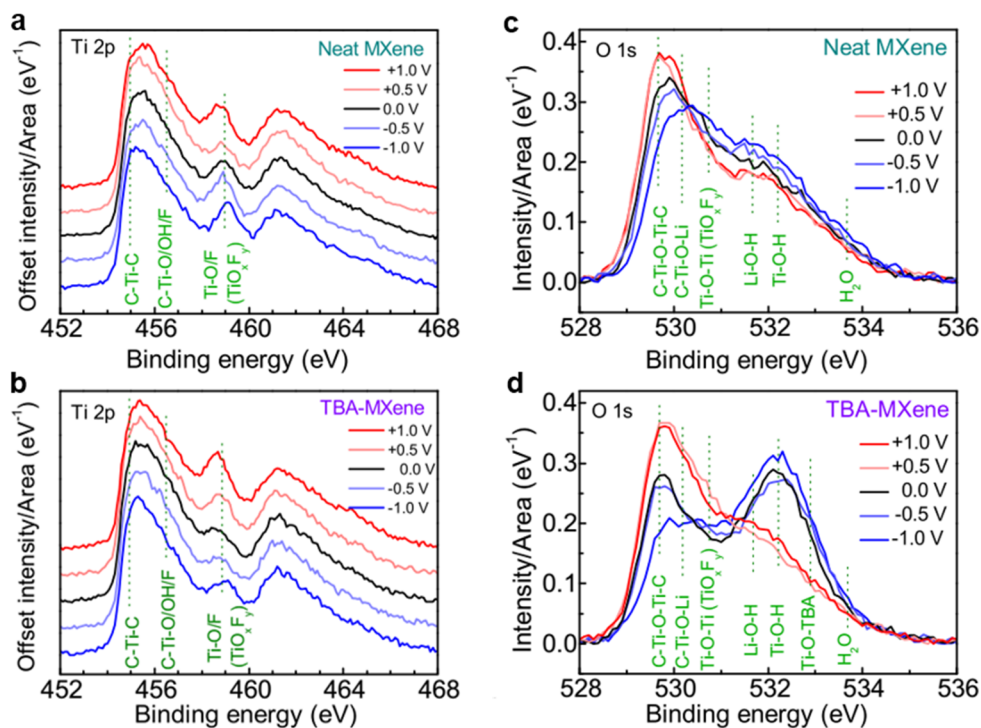 a
Ti 2p
Neat MXene
+1.0 V
+0.5 V
0.0 V
-0.5 V
-1.0 V
C-Ti-C
C-Ti-O/OH/F
Ti-O/F
(TiOxFy)
Offset intensity/Area (eV-1)
452 456 460 464 468
Binding energy (eV)
c
O 1s
Neat MXene
+1.0 V
+0.5 V
0.0 V
-0.5 V
-1.0 V
0.4
0.3
0.2
0.1
0.0
C-Ti-O-Ti-C
C-Ti-O-Li
Ti-O-Ti (TiOxFy)
Li-O-H
Ti-O-H
H2O
Intensity/Area (eV-1)
528 530 532 534 536
Binding energy (eV)
b
Ti 2p
TBA-MXene
+1.0 V
+0.5 V
0.0 V
-0.5 V
-1.0 V
C-Ti-C
C-Ti-O/OH/F
Ti-O/F
(TiOxFy)
Offset intensity/Area (eV-1)
452 456 460 464 468
Binding energy (eV)
d
O 1s
TBA-MXene
+1.0 V
+0.5 V
0.0 V
-0.5 V
-1.0 V
0.4
0.3
0.2
0.1
0.0
C-Ti-O-Ti-C
C-Ti-O-Li
Ti-O-Ti (TiOxFy)
Li-O-H
Ti-O-H
Ti-O-TBA
H2O
Intensity/Area (eV-1)
528 530 532 534 536
Binding energy (eV)